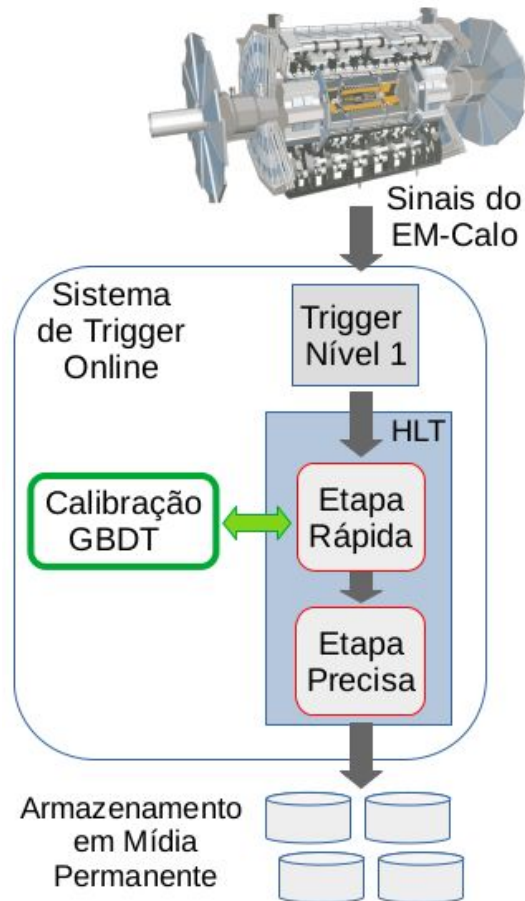 Sinais do
EM-Calo
Sistema
de Trigger
Online
Trigger
Nível 1
HLT
Calibração
GBDT
Etapa
Rápida
Etapa
Precisa
Armazenamento
em Mídia
Permanente